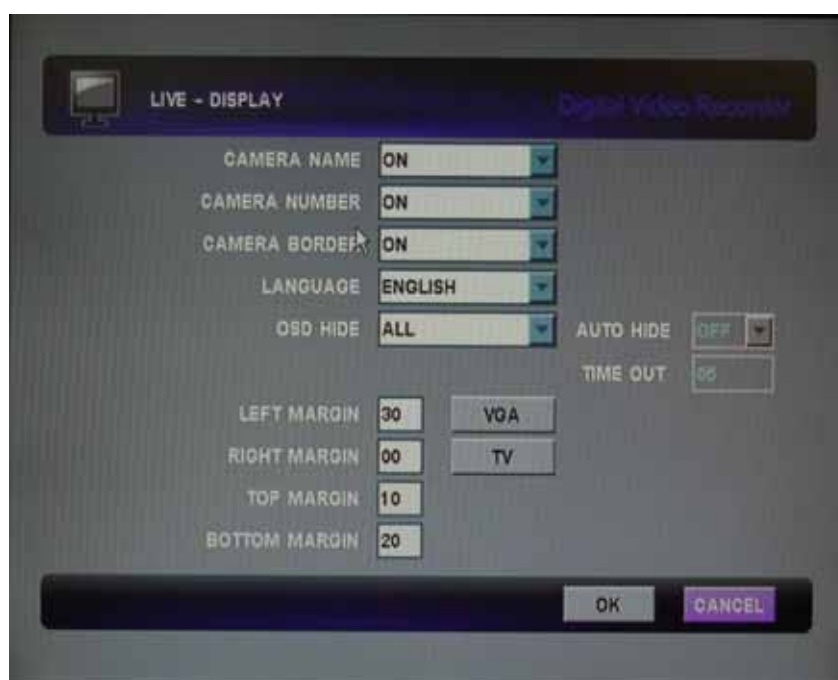 LIVE - DISPLAY
Digital Video Recorder
CAMERA NAME ON
CAMERA NUMBER ON
CAMERA BORDER ON
LANGUAGE ENGLISH
OSD HIDE ALL AUTO HIDE OFF
TIME OUT 05
LEFT MARGIN 30 VGA
RIGHT MARGIN 00 TV
TOP MARGIN 10
BOTTOM MARGIN 20
OK CANCEL